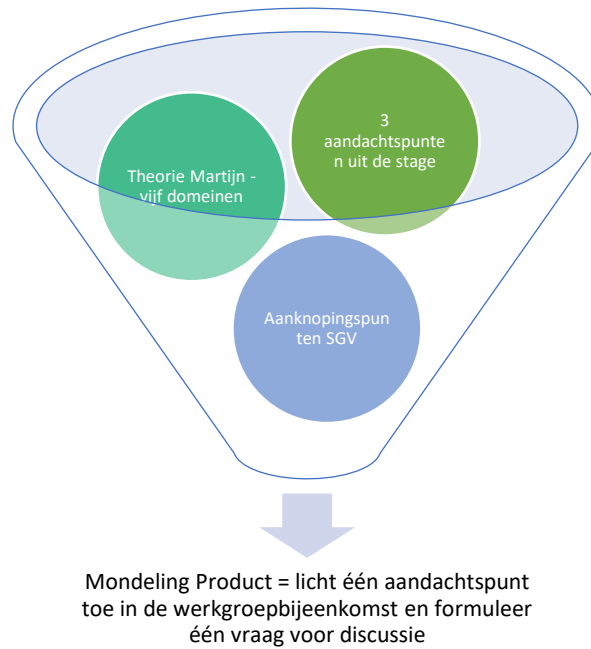 3
aandachtspunte
n uit de stage
Theorie Martijn -
vijf domeinen
Aanknopingspun
ten SGV
Mondeling Product = licht één aandachtspunt
toe in de werkgroepbijeenkomst en formuleer
één vraag voor discussie